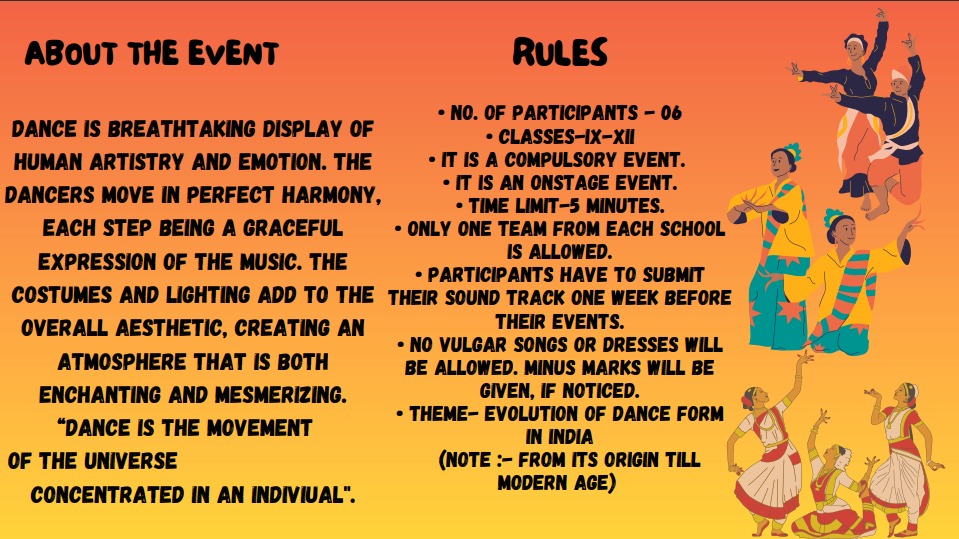 ABOUT THE EVENT
DANCE IS BREATHTAKING DISPLAY OF
HUMAN ARTISTRY AND EMOTION. THE
DANCERS MOVE IN PERFECT HARMONY,
EACH STEP BEING A GRACEFUL
EXPRESSION OF THE MUSIC. THE
COSTUMES AND LIGHTING ADD TO THE
OVERALL AESTHETIC, CREATING AN
ATMOSPHERE THAT IS BOTH
ENCHANTING AND MESMERIZING.
“DANCE IS THE MOVEMENT
OF THE UNIVERSE
CONCENTRATED IN AN INDIVIUAL".
RULES
• NO. OF PARTICIPANTS - 06
• CLASSES-IX-XII
• IT IS A COMPULSORY EVENT.
• IT IS AN ONSTAGE EVENT.
• TIME LIMIT-5 MINUTES.
• ONLY ONE TEAM FROM EACH SCHOOL
IS ALLOWED.
• PARTICIPANTS HAVE TO SUBMIT
THEIR SOUND TRACK ONE WEEK BEFORE
THEIR EVENTS.
• NO VULGAR SONGS OR DRESSES WILL
BE ALLOWED. MINUS MARKS WILL BE
GIVEN, IF NOTICED.
• THEME- EVOLUTION OF DANCE FORM
IN INDIA
(NOTE :- FROM ITS ORIGIN TILL
MODERN AGE)